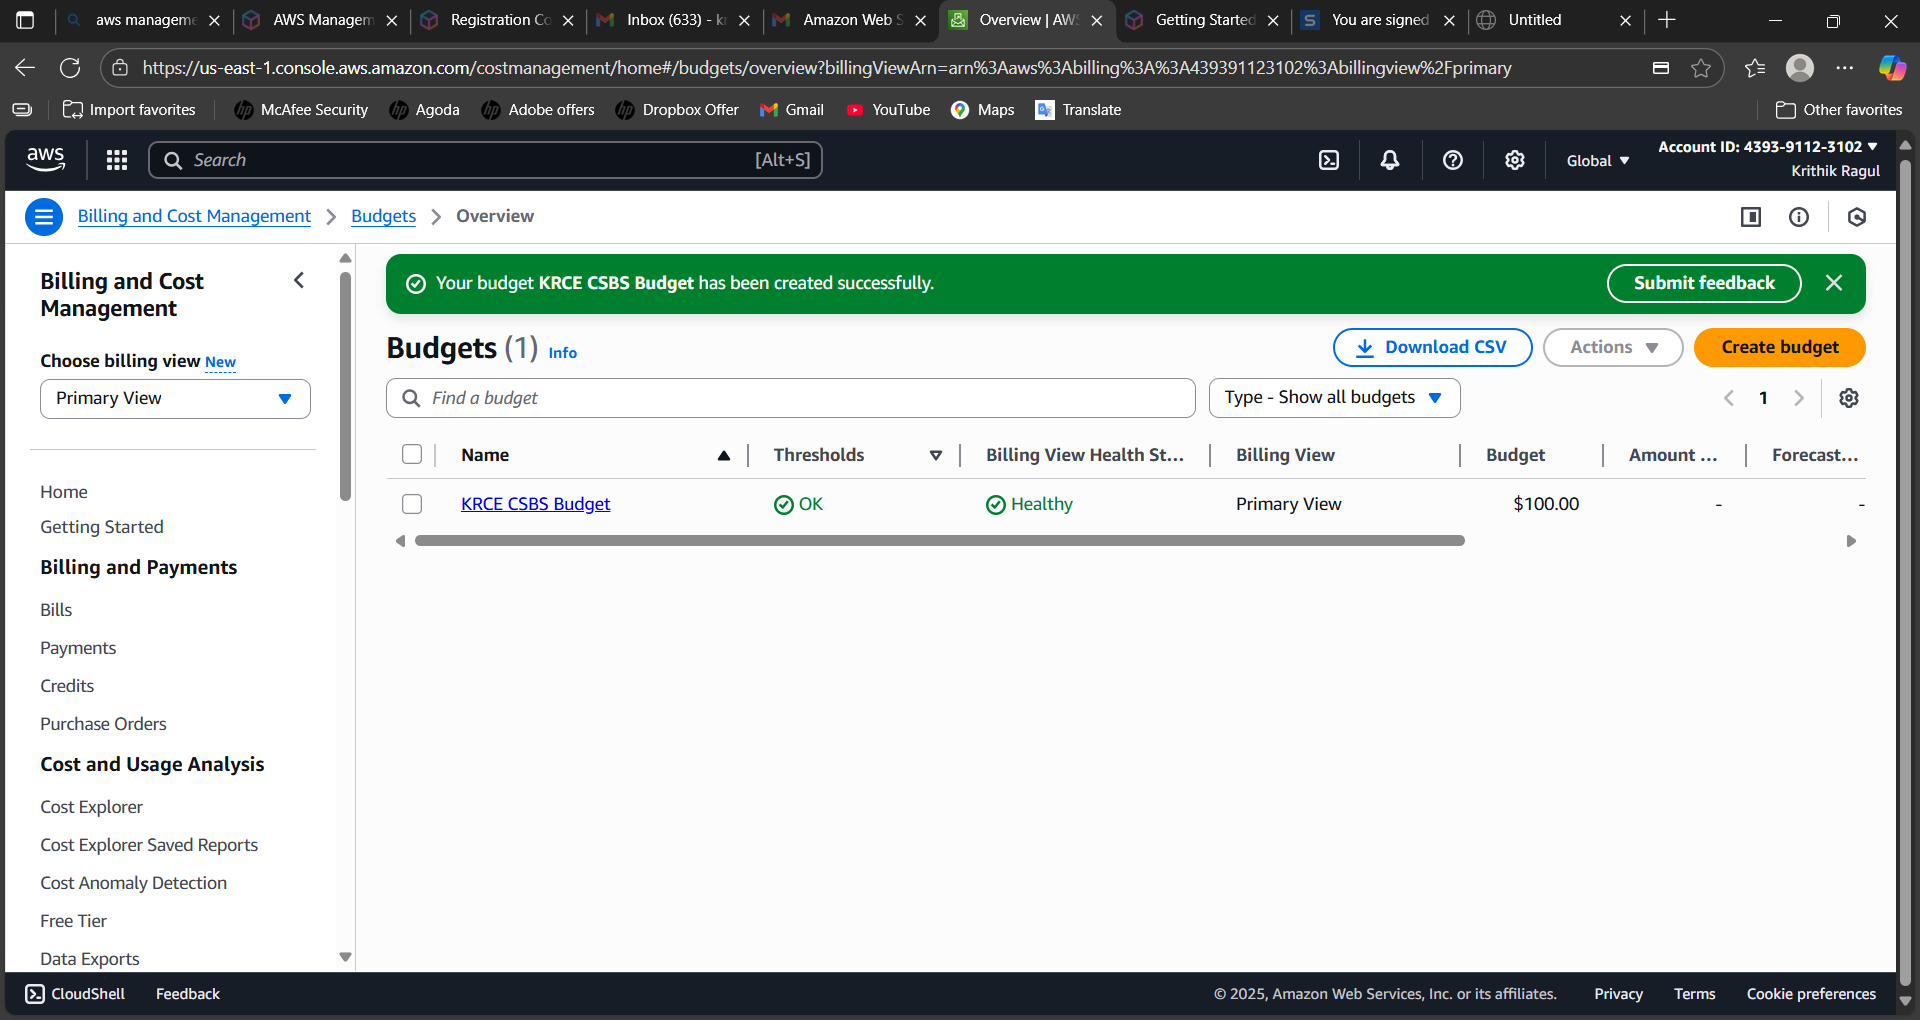 aws manageme
AWS Managem
Registration Co
Inbox (633) - k
Amazon Web S
Overview | AWS
Getting Started
You are signed
Untitled
https://us-east-1.console.aws.amazon.com/costmanagement/home#/budgets/overview?billingViewArn=arn%3Aaws%3Abilling%3A%3A439391123102%3Abillingview%2Fprimary
Import favorites
McAfee Security
Agoda
Adobe offers
Dropbox Offer
Gmail
YouTube
Maps
Translate
Other favorites
aws
Search
[Alt+S]
Global
Account ID: 4393-9112-3102
Krithik Ragul
Billing and Cost Management
Budgets
Overview
Billing and Cost
Management
Choose billing view New
Primary View
Home
Getting Started
Billing and Payments
Bills
Payments
Credits
Purchase Orders
Cost and Usage Analysis
Cost Explorer
Cost Explorer Saved Reports
Cost Anomaly Detection
Free Tier
Data Exports
Your budget KRCE CSBS Budget has been created successfully.
Submit feedback
Budgets (1) Info
Download CSV
Actions
Create budget
Find a budget
Type - Show all budgets
1
Name
Thresholds
Billing View Health St...
Billing View
Budget
Amount ...
Forecast...
KRCE CSBS Budget
OK
Healthy
Primary View
$100.00
-
-
CloudShell
Feedback
© 2025, Amazon Web Services, Inc. or its affiliates.
Privacy
Terms
Cookie preferences